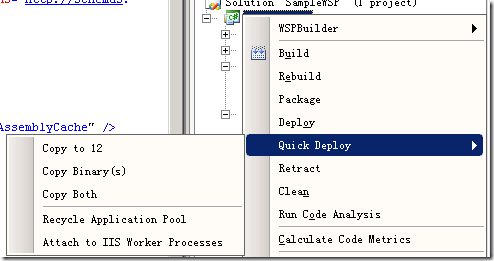 ns="http://schemas.
AssemblyCache" />
Solution "SampleWSP" (1 project)
WSPBuilder
Build
Rebuild
Package
Deploy
Quick Deploy
Retract
Clean
Run Code Analysis
Calculate Code Metrics
Copy to 12
Copy Binary(s)
Copy Both
Recycle Application Pool
Attach to IIS Worker Processes